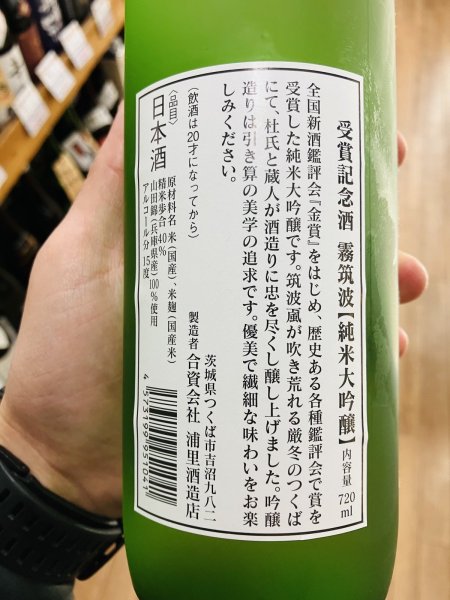 受賞記念酒 霧筑波【純米大吟醸】内容量720ml
全国新酒鑑評会『金賞』をはじめ、歴史ある各種鑑評会で賞を
受賞した純米大吟醸です。筑波颪が吹き荒れる厳冬のつくば
にて、杜氏と蔵人が酒造りに忠を尽くし醸し上げました。吟醸
造りは引き算の美学の追求です。優美で繊細な味わいをお楽
しみください。
(飲酒は20才になってから)
〈品目〉
日本酒
原材料名 米(国産)、米麹(国産米)
精米歩合 40%
山田錦(兵庫県産)100%使用
アルコール分 15度
茨城県つくば市吉沼九八二
製造者 合資会社 浦里酒造店
4573199951041